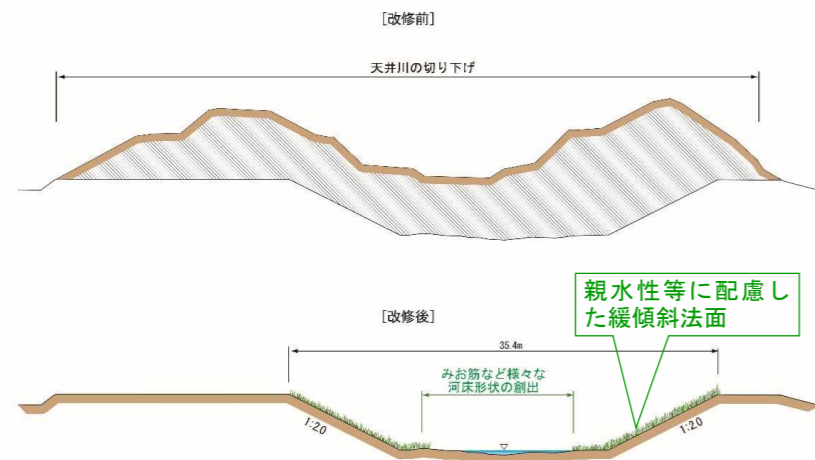 [改修前]
天井川の切り下げ
親水性等に配慮し
た緩傾斜法面
[改修後]
35.4m
みお筋など様々な
河床形状の創出
1:2.0
1:2.0